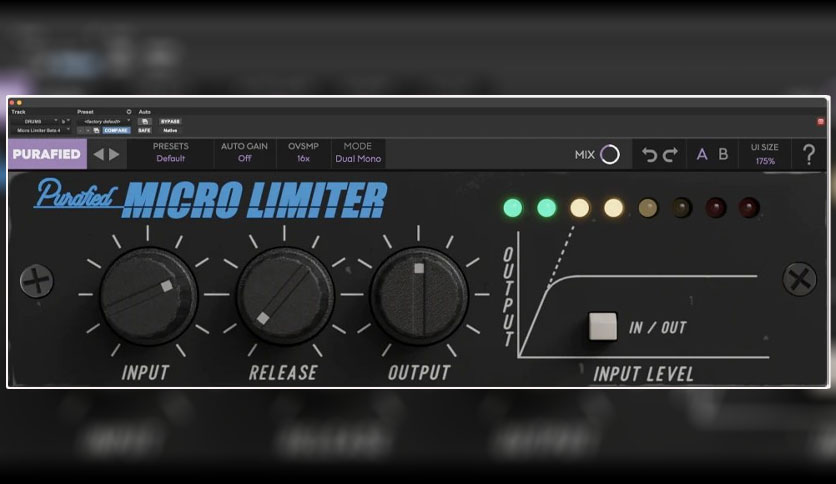 Track Preset Auto
DRUMS <factory default> BYPASS
Micro Limiter Beta 4 COMPARE SAFE Native
PURAFIED PRESETS AUTO GAIN OVSMP MODE MIX A B UI SIZE ?
Default Off 16x Dual Mono 175%
Purafied MICRO LIMITER
OUTPUT
IN / OUT
INPUT RELEASE OUTPUT INPUT LEVEL